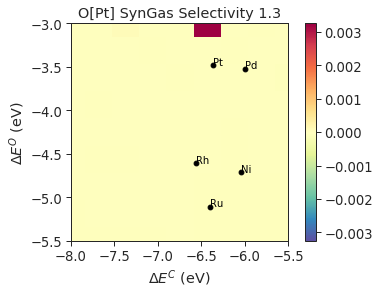 O[Pt] SynGas Selectivity 1.3
−3.0
−3.5
−4.0
−4.5
−5.0
−5.5
ΔE^O (eV)
Pt
Pd
Rh
Ni
Ru
−8.0 −7.5 −7.0 −6.5 −6.0 −5.5
ΔE^C (eV)
0.003
0.002
0.001
0.000
−0.001
−0.002
−0.003